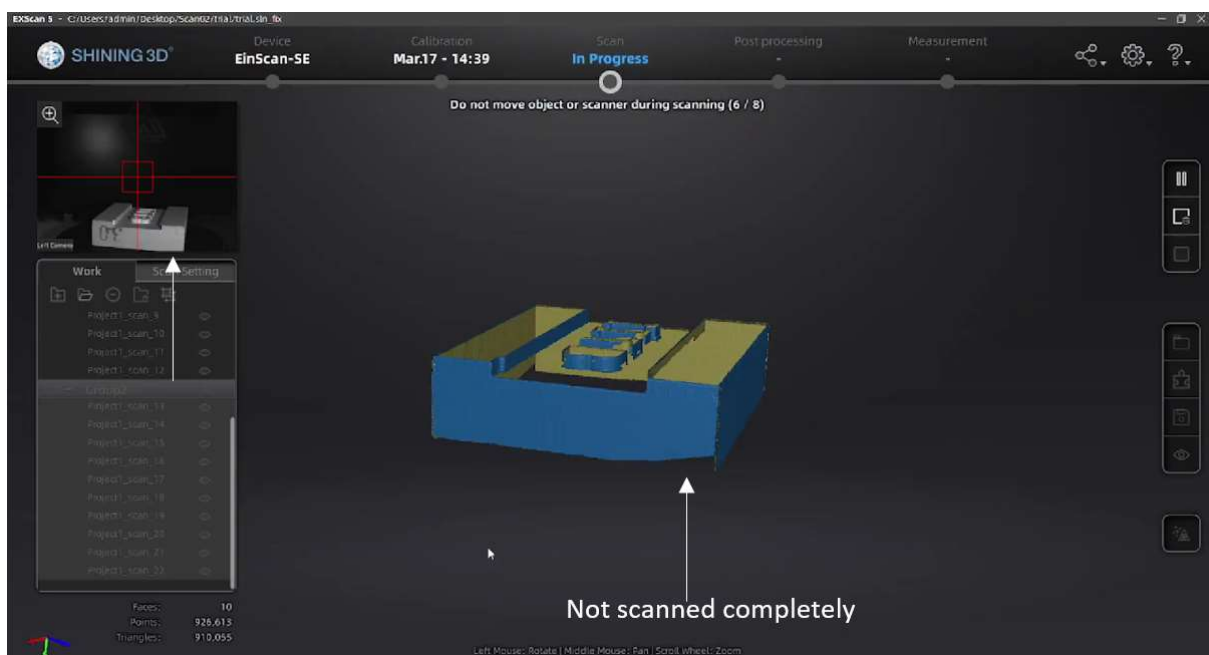 EXScan S - C:/Users/admin/Desktop/Scan02/Trial/trial.sln_fix
SHINING 3D®
Device
EinScan-SE
Calibration
Mar.17 - 14:39
Scan
In Progress
Post processing
-
Measurement
-
Do not move object or scanner during scanning (6 / 8)
Left Camera
Work
Setting
Project1_scan_9
Project1_scan_10
Project1_scan_11
Project1_scan_12
Group2
Project1_scan_13
Project1_scan_14
Project1_scan_15
Project1_scan_16
Project1_scan_17
Project1_scan_18
Project1_scan_19
Project1_scan_20
Project1_scan_21
Project1_scan_22
Not scanned completely
Faces: 10
Points: 926,613
Triangles: 910,055
Left Mouse: Rotate | Middle Mouse: Pan | Scroll Wheel: Zoom